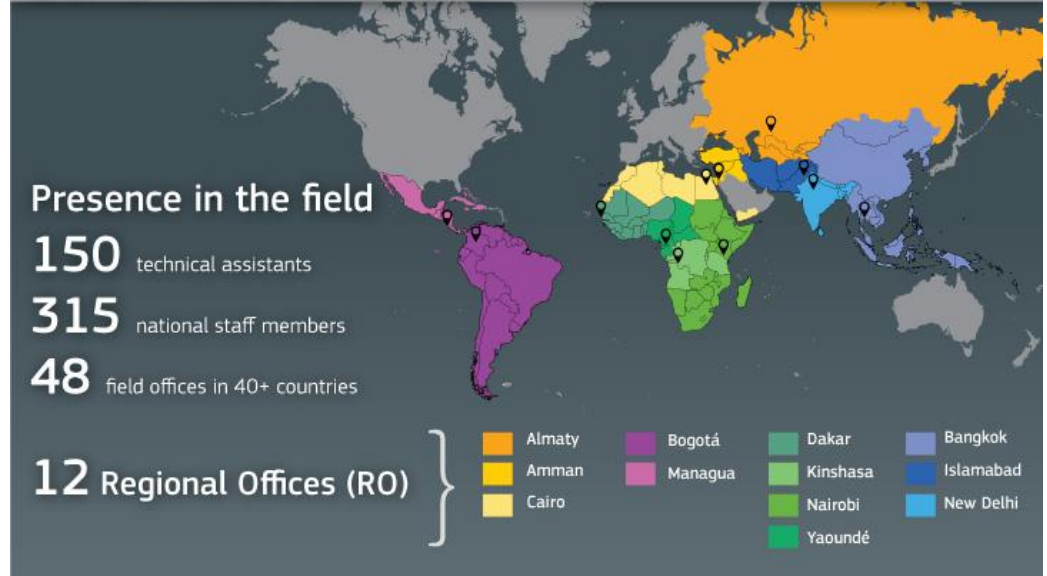 Presence in the field
150 technical assistants
315 national staff members
48 field offices in 40+ countries
12 Regional Offices (RO)
Almaty
Amman
Cairo
Bogotá
Managua
Dakar
Kinshasa
Nairobi
Yaoundé
Bangkok
Islamabad
New Delhi